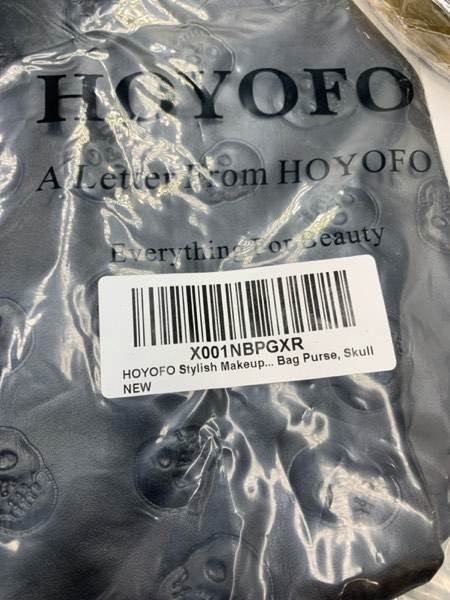 HOYOFO
A Letter From HOYOFO
Everything For Beauty
X001NBPGXR
HOYOFO Stylish Makeup... Bag Purse, Skull
NEW